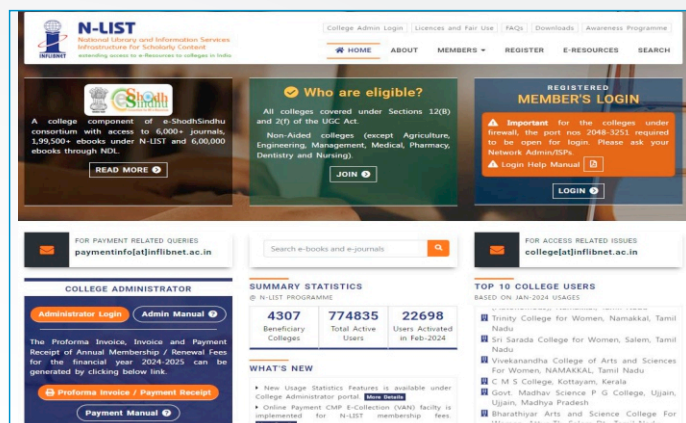 N-LIST
National Library and Information Services
Infrastructure for Scholarly Content
extending access to e-Resources to colleges in India
INFLIBNET
College Admin Login
Licences and Fair Use
FAQs
Downloads
Awareness Programme
HOME
ABOUT
MEMBERS
REGISTER
E-RESOURCES
SEARCH
e-Shodh
Sindhu
A college component of e-ShodhSindhu
consortium with access to 6,000+ journals,
1,99,500+ ebooks under N-LIST and 6,00,000
ebooks through NDL.
READ MORE
Who are eligible?
All colleges covered under Sections 12(B)
and 2(f) of the UGC Act.
Non-Aided colleges (except Agriculture,
Engineering, Management, Medical, Pharmacy,
Dentistry and Nursing).
JOIN
REGISTERED
MEMBER'S LOGIN
Important for the colleges under
firewall, the port nos 2048-3251 required
to be open for login. Please ask your
Network Admin/ISPs.
Login Help Manual
LOGIN
FOR PAYMENT RELATED QUERIES
paymentinfo[at]inflibnet.ac.in
Search e-books and e-journals
FOR ACCESS RELATED ISSUES
college[at]inflibnet.ac.in
COLLEGE ADMINISTRATOR
Administrator Login
Admin Manual
The Proforma Invoice, Invoice and Payment
Receipt of Annual Membership / Renewal Fees
for the financial year 2024-2025 can be
generated by clicking below link.
Proforma Invoice / Payment Receipt
Payment Manual
SUMMARY STATISTICS
@ N-LIST PROGRAMME
4307
Beneficiary
Colleges
774835
Total Active
Users
22698
Users Activated
in Feb-2024
WHAT'S NEW
New Usage Statistics Features is available under
College Administrator portal. More Details
Online Payment CMP E-Collection (VAN) facilty is
implemented for N-LIST membership fees.
TOP 10 COLLEGE USERS
BASED ON JAN-2024 USAGES
Trinity College for Women, Namakkal, Tamil
Nadu
Sri Sarada College for Women, Salem, Tamil
Nadu
Vivekanandha College of Arts and Sciences
For Women, NAMAKKAL, Tamil Nadu
C M S College, Kottayam, Kerala
Govt. Madhav Science P G College, Ujjain,
Ujjain, Madhya Pradesh
Bharathiyar Arts and Science College For